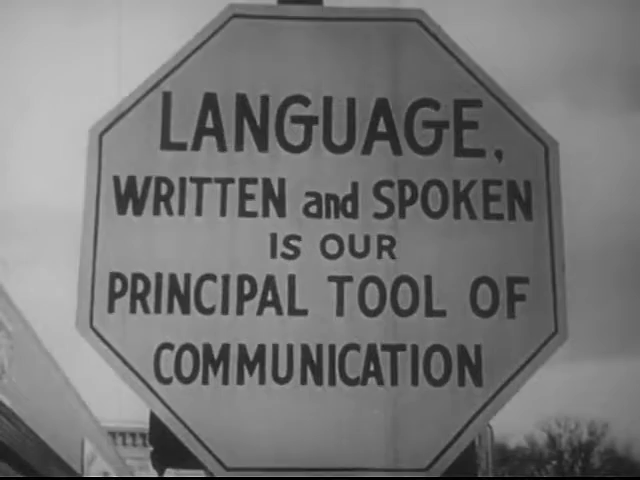 LANGUAGE,
WRITTEN and SPOKEN
IS OUR
PRINCIPAL TOOL OF
COMMUNICATION